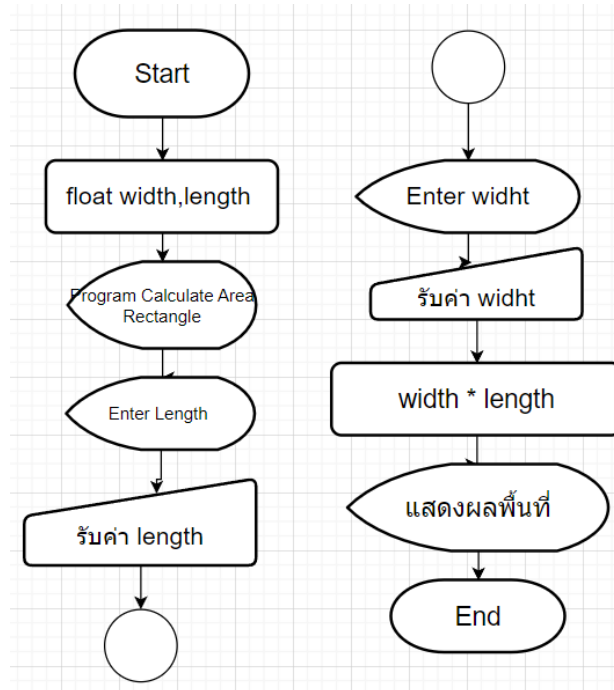 Start
float width,length
Program Calculate Area
Rectangle
Enter Length
รับค่า length
Enter widht
รับค่า widht
width * length
แสดงผลพื้นที่
End